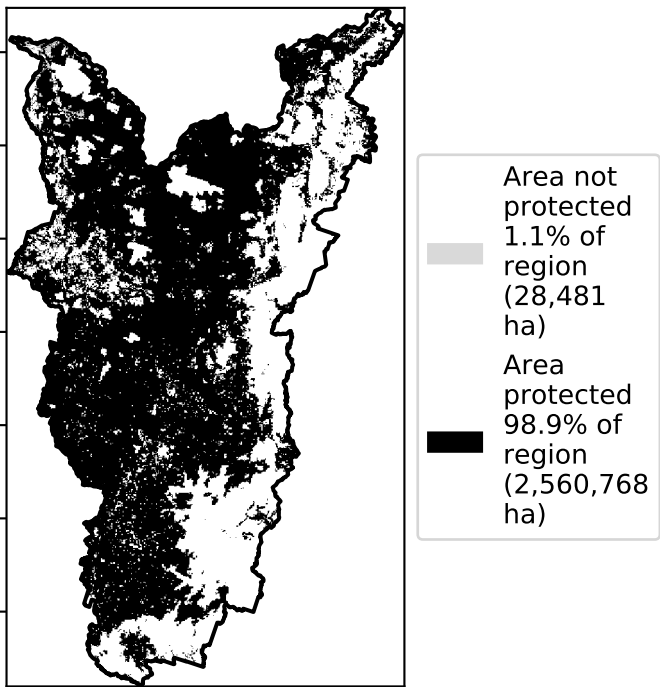 Area not
protected
1.1% of
region
(28,481
ha)
Area
protected
98.9% of
region
(2,560,768
ha)